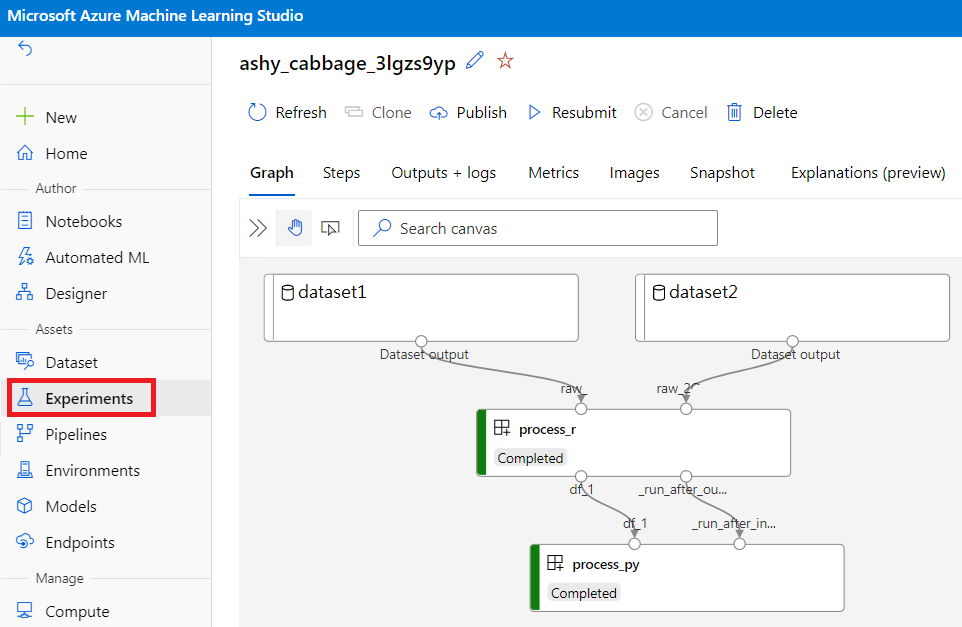 Microsoft Azure Machine Learning Studio
New
Home
Author
Notebooks
Automated ML
Designer
Assets
Dataset
Experiments
Pipelines
Environments
Models
Endpoints
Manage
Compute
ashy_cabbage_3lgzs9yp
Refresh Clone Publish Resubmit Cancel Delete
Graph Steps Outputs + logs Metrics Images Snapshot Explanations (preview)
Search canvas
dataset1 dataset2
Dataset output Dataset output
raw_ raw_2
process_r
Completed
df_1 _run_after_ou...
df_1 _run_after_in...
process_py
Completed